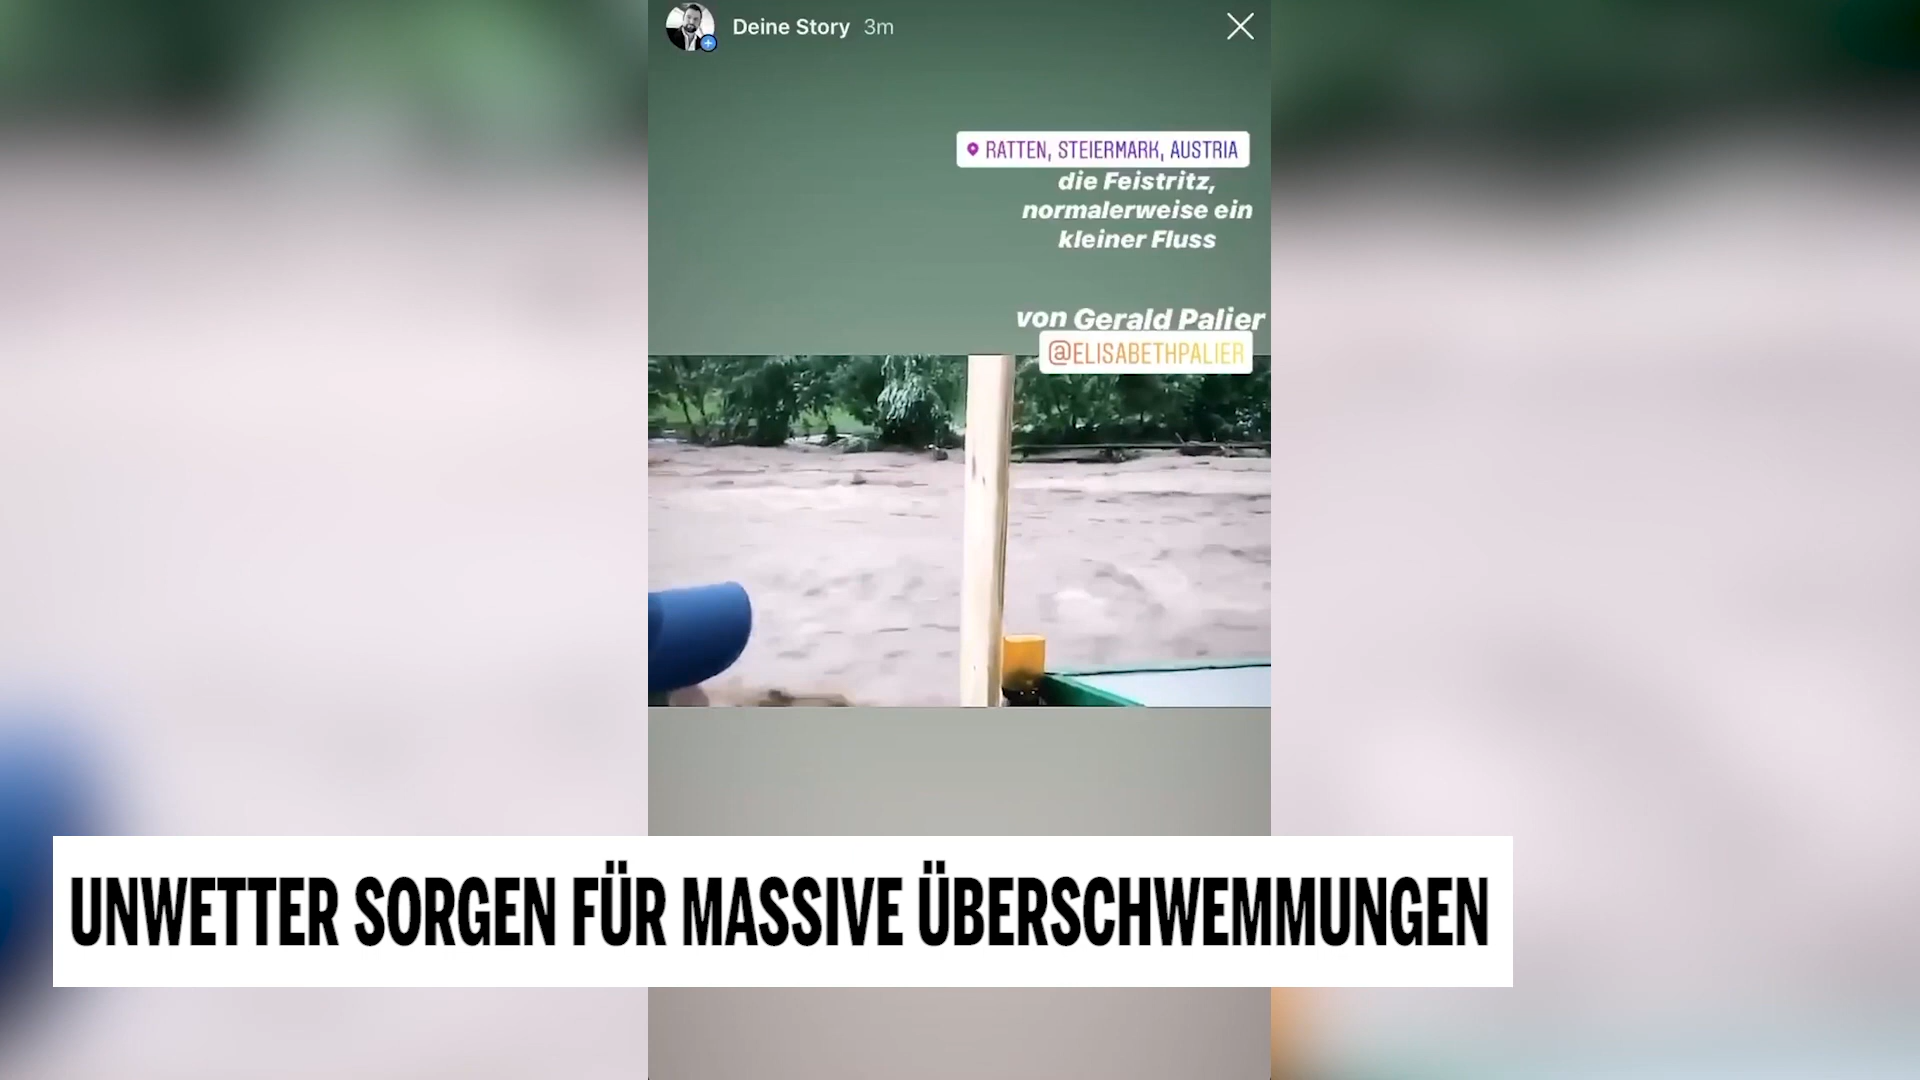 Deine Story 3m
RATTEN, STEIERMARK, AUSTRIA
die Feistritz,
normalerweise ein
kleiner Fluss
von Gerald Palier
@ELISABETHPALIER
UNWETTER SORGEN FÜR MASSIVE ÜBERSCHWEMMUNGEN